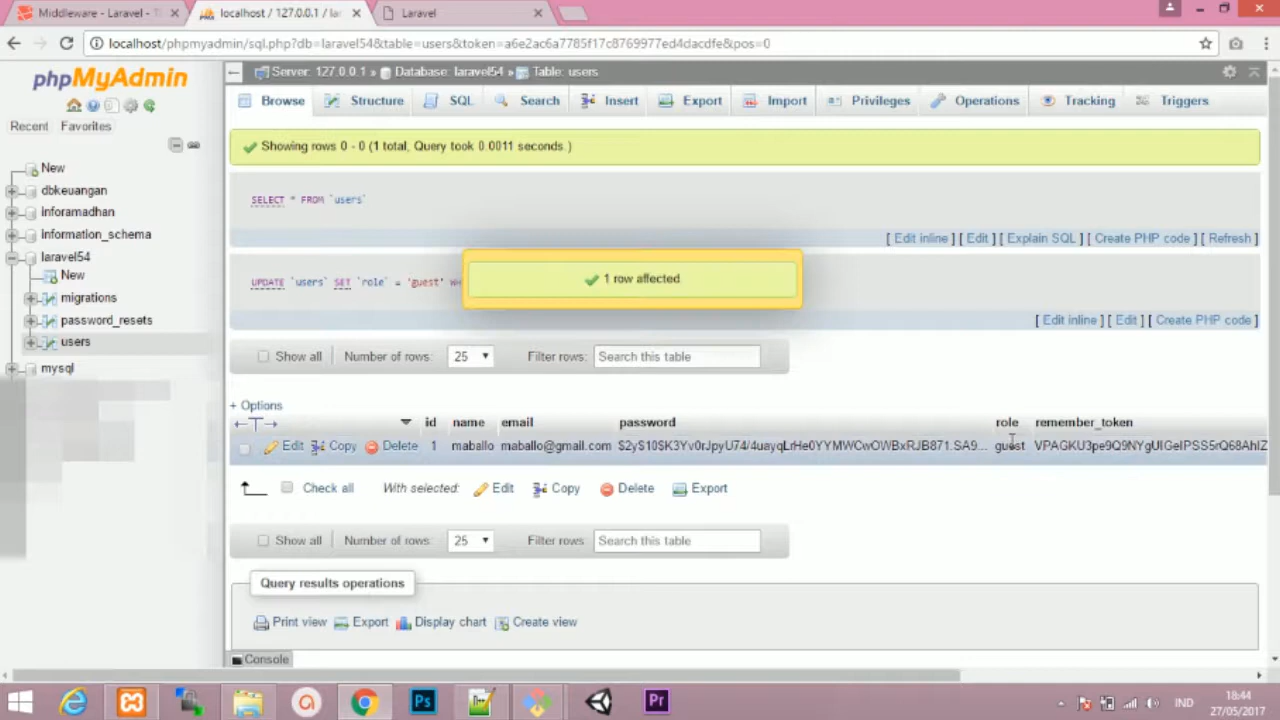 Middleware - Laravel - T
localhost / 127.0.0.1 / la
Laravel
localhost/phpmyadmin/sql.php?db=laravel54&table=users&token=a6e2ac6a7785f17c8769977ed4dacdfe&pos=0
phpMyAdmin
Recent Favorites
New
dbkeuangan
inforamadhan
information_schema
laravel54
New
migrations
password_resets
users
mysql
Server: 127.0.0.1 » Database: laravel54 » Table: users
Browse Structure SQL Search Insert Export Import Privileges Operations Tracking Triggers
Showing rows 0 - 0 (1 total, Query took 0.0011 seconds.)
SELECT * FROM `users`
[ Edit inline ] [ Edit ] [ Explain SQL ] [ Create PHP code ] [ Refresh ]
1 row affected.
UPDATE `users` SET `role` = 'guest'
[ Edit inline ] [ Edit ] [ Create PHP code ]
Show all Number of rows: 25 Filter rows: Search this table
+ Options
id name email password role remember_token
Edit Copy Delete 1 maballo maballo@gmail.com guest
Check all With selected: Edit Copy Delete Export
Show all Number of rows: 25 Filter rows: Search this table
Query results operations
Print view Export Display chart Create view
Console
Ps
Pr
IND
18:44
27/05/2017